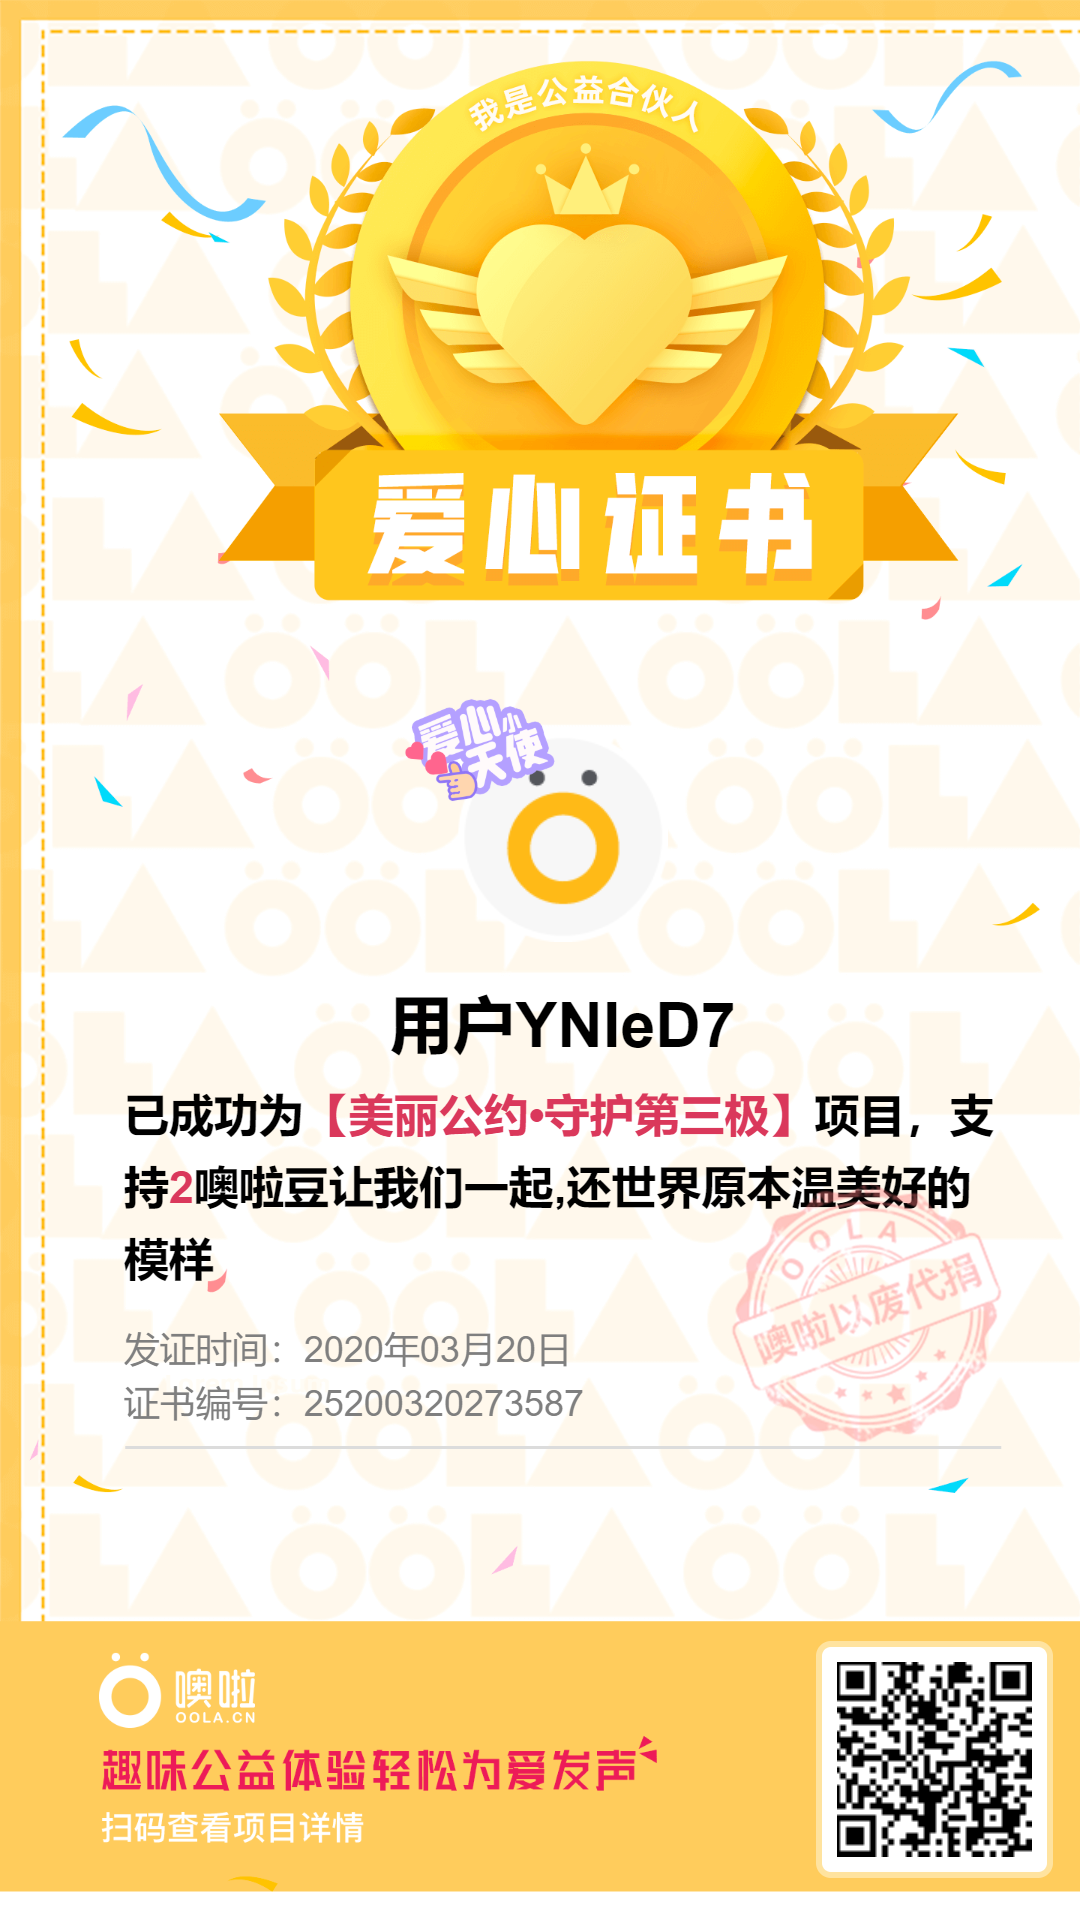 我是公益合伙人
爱心证书
爱心小
天使
用户YNleD7
已成功为【美丽公约•守护第三极】项目，支
持2噢啦豆让我们一起,还世界原本温美好的
模样
OOLA
噢啦以废代捐
发证时间：2020年03月20日
证书编号：25200320273587
噢啦
OOLA.CN
趣味公益体验轻松为爱发声
扫码查看项目详情